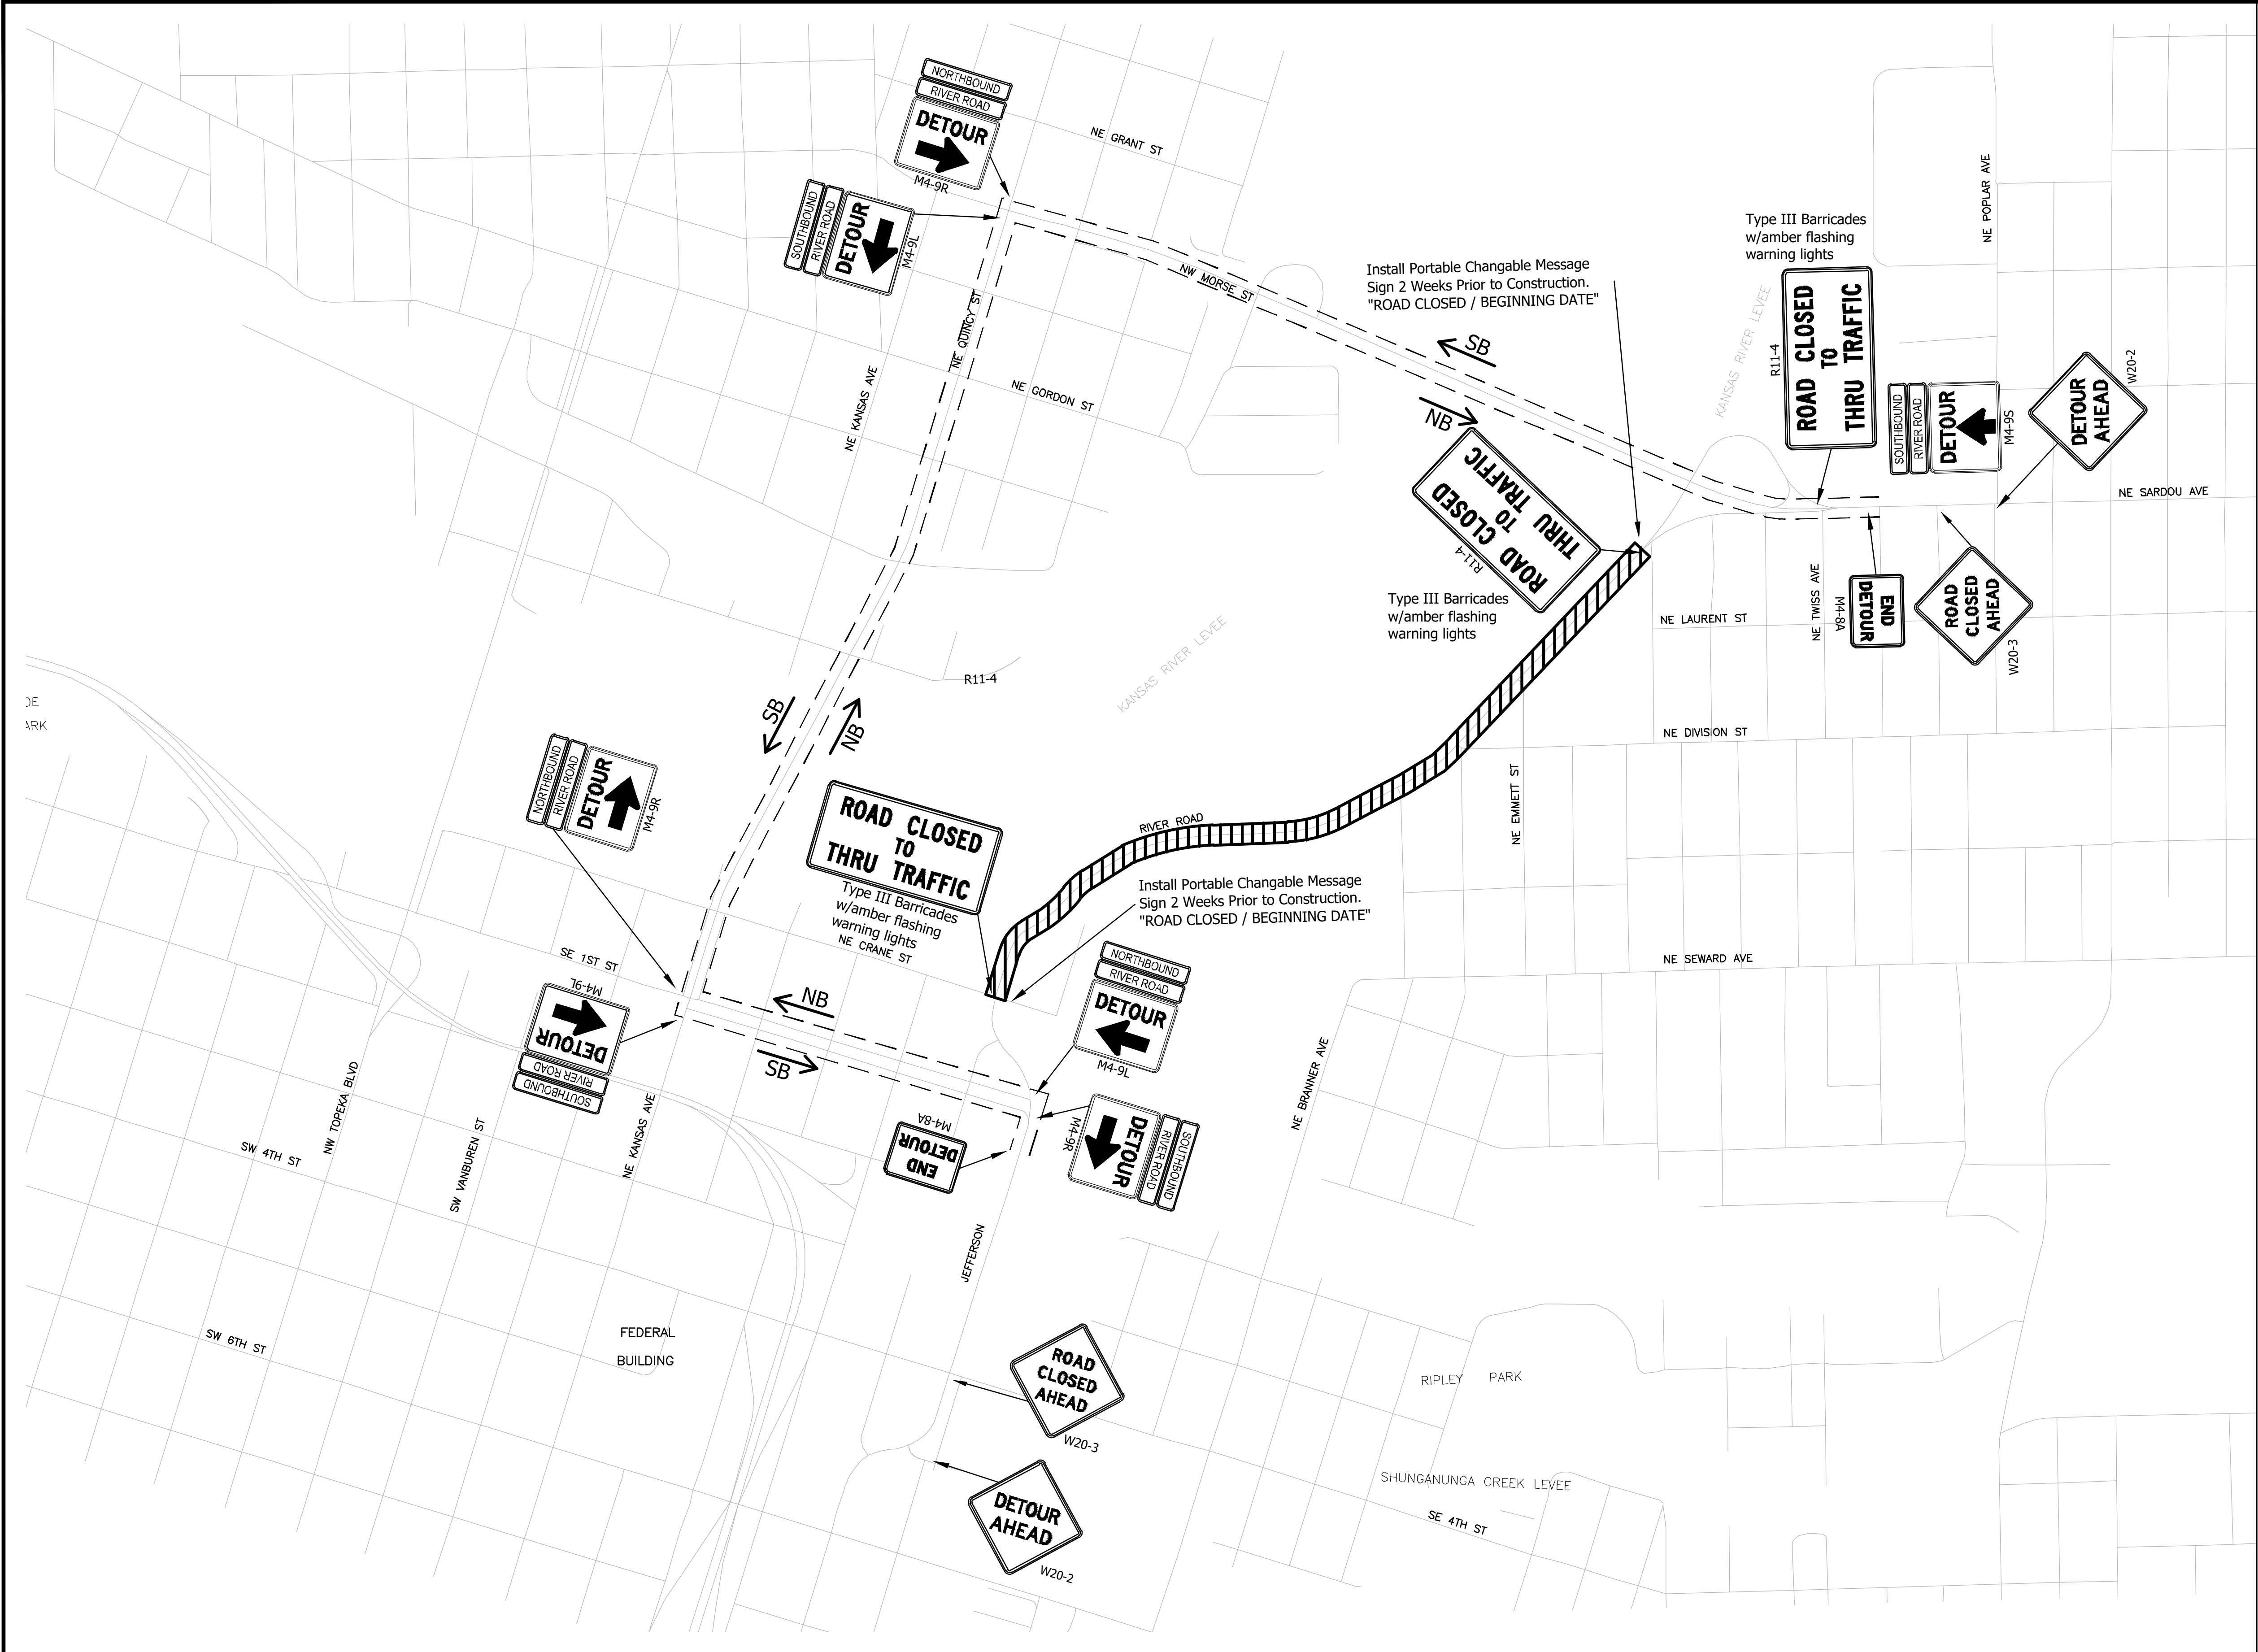 NORTHBOUND
RIVER ROAD
DETOUR
M4-9R
NE GRANT ST
SOUTHBOUND
RIVER ROAD
DETOUR
M4-9L
NW MORSE ST
NE QUINCY ST
NE KANSAS AVE
NE GORDON ST
Install Portable Changable Message
Sign 2 Weeks Prior to Construction.
"ROAD CLOSED / BEGINNING DATE"
SB
NB
KANSAS RIVER LEVEE
Type III Barricades
w/amber flashing
warning lights
R11-4
ROAD CLOSED
TO
THRU TRAFFIC
NE POPLAR AVE
SOUTHBOUND
RIVER ROAD
DETOUR
M4-9S
DETOUR
AHEAD
W20-2
NE SARDOU AVE
ROAD CLOSED
TO
THRU TRAFFIC
R11-4
Type III Barricades
w/amber flashing
warning lights
NE LAURENT ST
NE TWISS AVE
M4-8A
END
DETOUR
ROAD
CLOSED
AHEAD
W20-3
KANSAS RIVER LEVEE
R11-4
DE
ARK
SB
NB
NE DIVISION ST
NE EMMETT ST
NORTHBOUND
RIVER ROAD
DETOUR
M4-9R
ROAD CLOSED
TO
THRU TRAFFIC
Type III Barricades
w/amber flashing
warning lights
NE CRANE ST
RIVER ROAD
Install Portable Changable Message
Sign 2 Weeks Prior to Construction.
"ROAD CLOSED / BEGINNING DATE"
SE 1ST ST
NE SEWARD AVE
M4-9L
DETOUR
RIVER ROAD
SOUTHBOUND
NB
SB
NORTHBOUND
RIVER ROAD
DETOUR
M4-9L
SOUTHBOUND
RIVER ROAD
DETOUR
M4-9R
M4-8A
END
DETOUR
NE BRANNER AVE
NW TOPEKA BLVD
SW VANBUREN ST
NE KANSAS AVE
SW 4TH ST
JEFFERSON
SW 6TH ST
FEDERAL
BUILDING
ROAD
CLOSED
AHEAD
W20-3
RIPLEY PARK
DETOUR
AHEAD
W20-2
SHUNGANUNGA CREEK LEVEE
SE 4TH ST